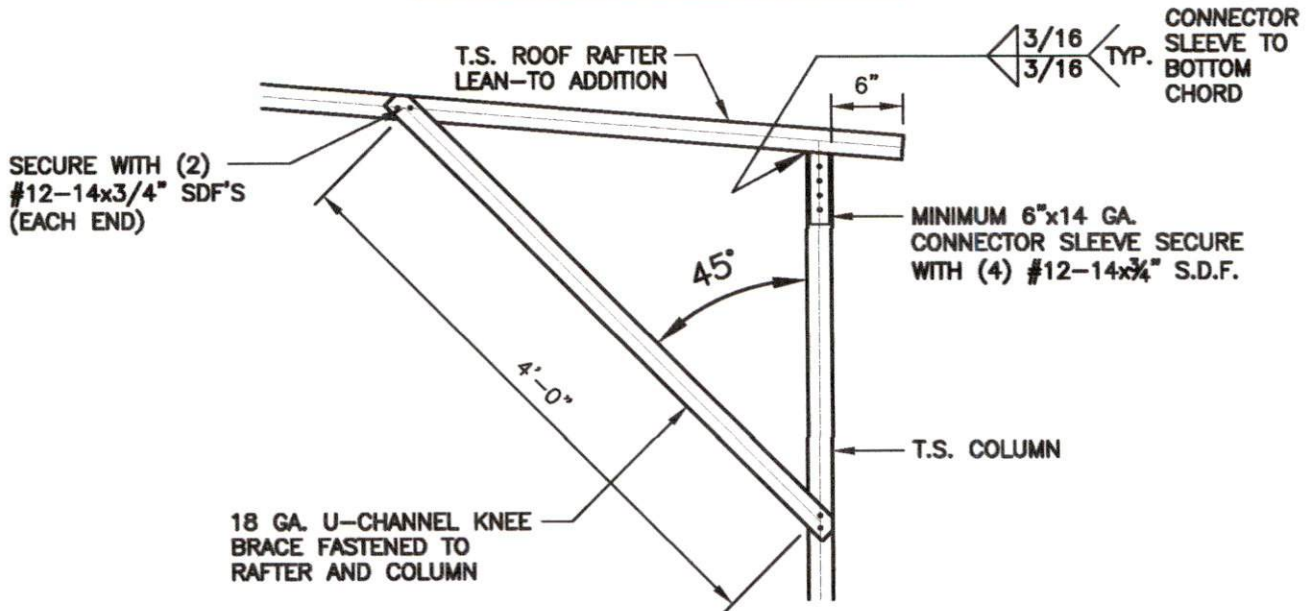 T.S. ROOF RAFTER
LEAN-TO ADDITION
3/16
3/16
TYP.
CONNECTOR
SLEEVE TO
BOTTOM
CHORD
6"
SECURE WITH (2)
#12-14x3/4" SDF'S
(EACH END)
MINIMUM 6"x14 GA.
CONNECTOR SLEEVE SECURE
WITH (4) #12-14x¾" S.D.F.
45°
4'-0"
T.S. COLUMN
18 GA. U-CHANNEL KNEE
BRACE FASTENED TO
RAFTER AND COLUMN